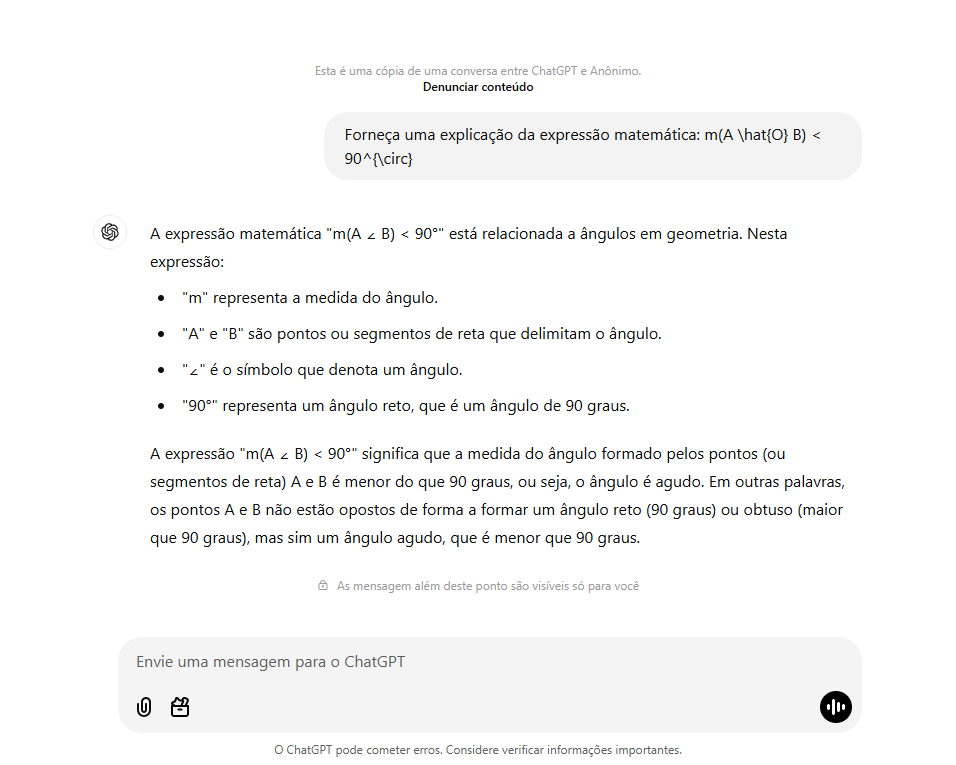 Esta é uma cópia de uma conversa entre ChatGPT e Anônimo.
Denunciar conteúdo
Forneça uma explicação da expressão matemática: m(A \hat{O} B) <
90^{\circ}
A expressão matemática "m(A ∠ B) < 90°" está relacionada a ângulos em geometria. Nesta
expressão:
• "m" representa a medida do ângulo.
• "A" e "B" são pontos ou segmentos de reta que delimitam o ângulo.
• "∠" é o símbolo que denota um ângulo.
• "90°" representa um ângulo reto, que é um ângulo de 90 graus.
A expressão "m(A ∠ B) < 90°" significa que a medida do ângulo formado pelos pontos (ou
segmentos de reta) A e B é menor do que 90 graus, ou seja, o ângulo é agudo. Em outras palavras,
os pontos A e B não estão opostos de forma a formar um ângulo reto (90 graus) ou obtuso (maior
que 90 graus), mas sim um ângulo agudo, que é menor que 90 graus.
As mensagem além deste ponto são visíveis só para você
Envie uma mensagem para o ChatGPT
O ChatGPT pode cometer erros. Considere verificar informações importantes.